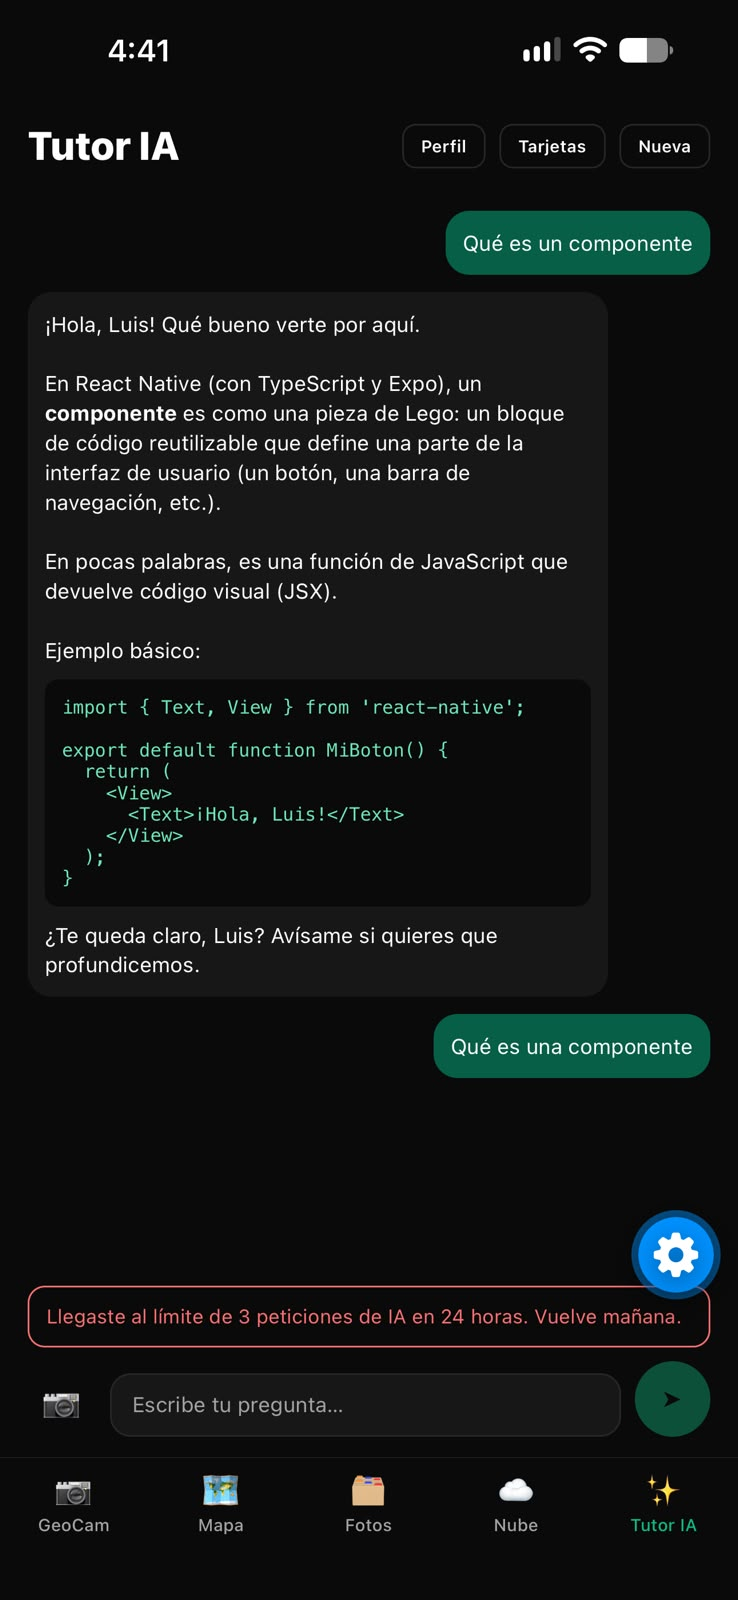 4:41
Tutor IA
Perfil
Tarjetas
Nueva
Qué es un componente
¡Hola, Luis! Qué bueno verte por aquí.
En React Native (con TypeScript y Expo), un
componente es como una pieza de Lego: un bloque
de código reutilizable que define una parte de la
interfaz de usuario (un botón, una barra de
navegación, etc.).
En pocas palabras, es una función de JavaScript que
devuelve código visual (JSX).
Ejemplo básico:
import { Text, View } from 'react-native';
export default function MiBoton() {
  return (
    <View>
      <Text>¡Hola, Luis!</Text>
    </View>
  );
}
¿Te queda claro, Luis? Avísame si quieres que
profundicemos.
Qué es una componente
Llegaste al límite de 3 peticiones de IA en 24 horas. Vuelve mañana.
Escribe tu pregunta...
GeoCam
Mapa
Fotos
Nube
Tutor IA